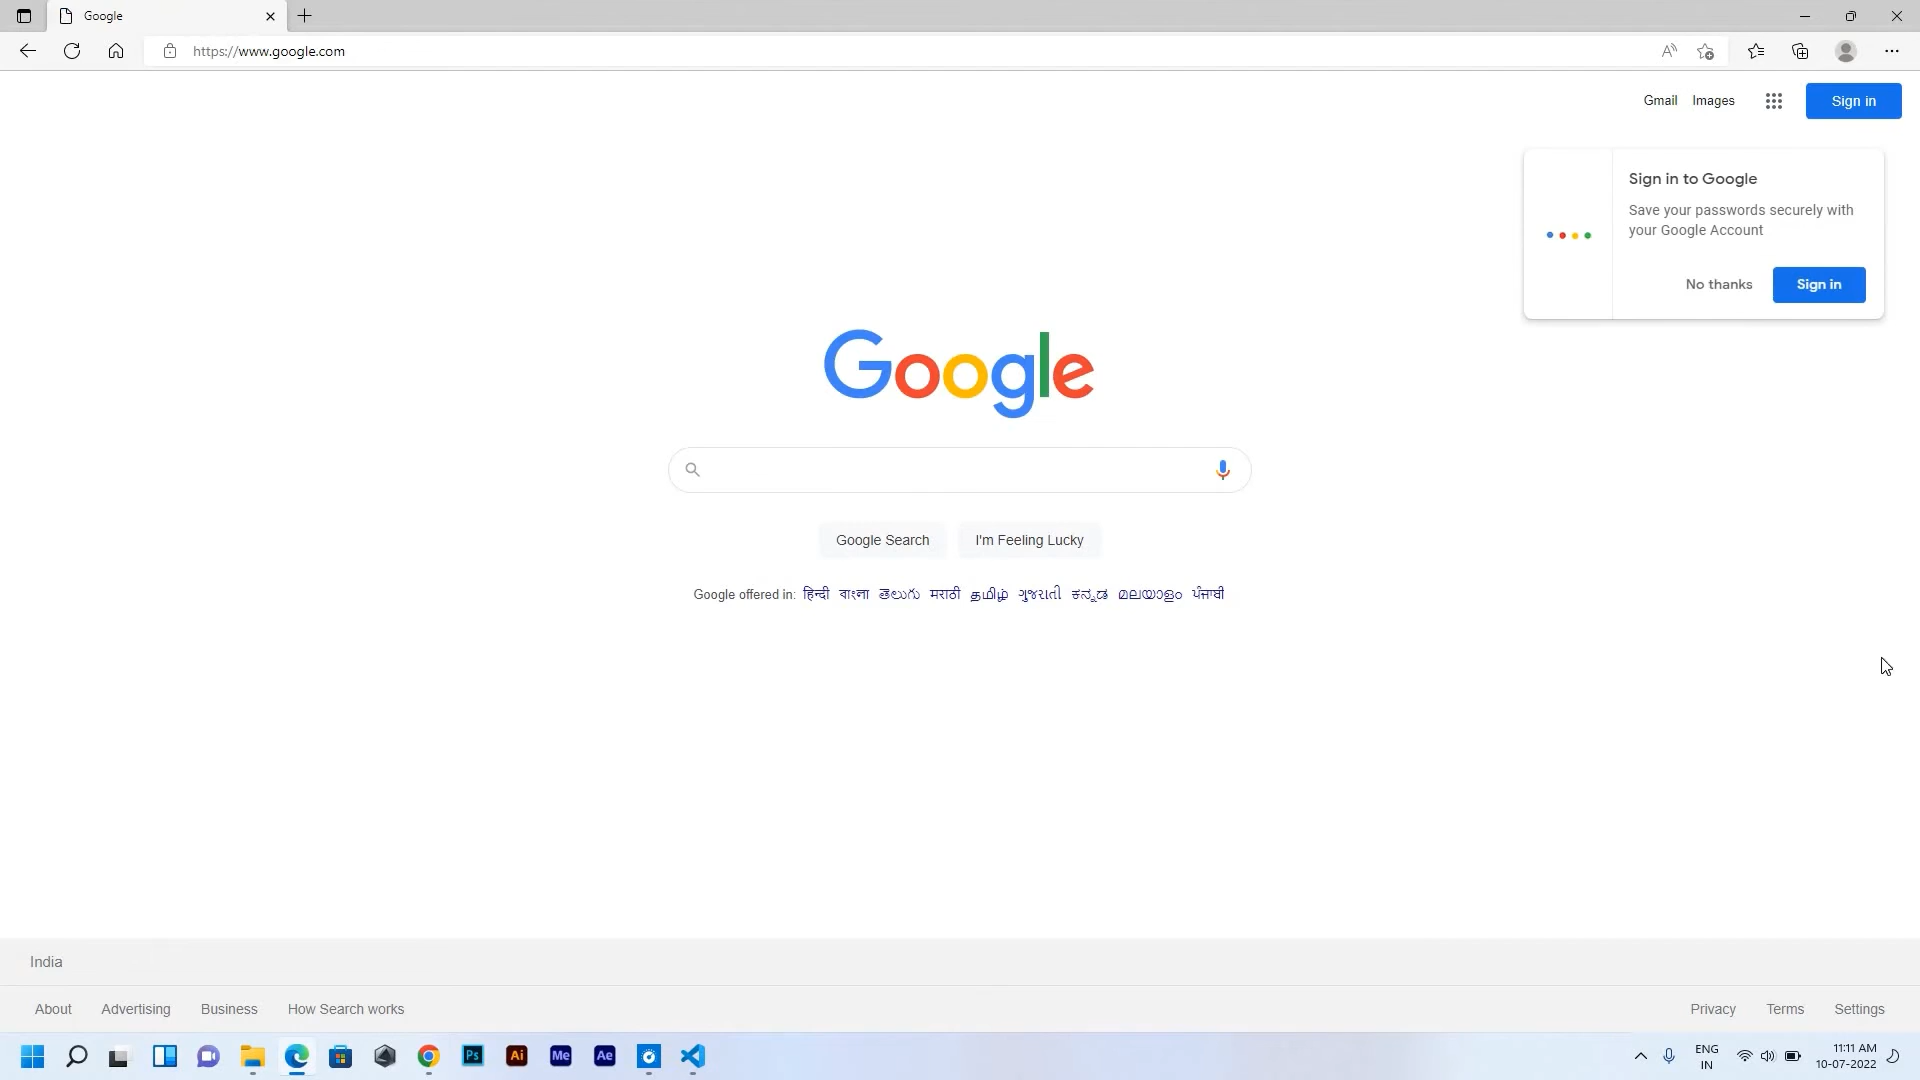 Google
https://www.google.com
Gmail Images Sign in
Sign in to Google
Save your passwords securely with
your Google Account
No thanks Sign in
Google
Google Search I'm Feeling Lucky
Google offered in: हिन्दी বাংলা తెలుగు मराठी தமிழ் ગુજરાતી ಕನ್ನಡ മലയാളം ਪੰਜਾਬੀ
India
About Advertising Business How Search works Privacy Terms Settings
Ps Ai Me Ae
ENG
IN
11:11 AM
10-07-2022